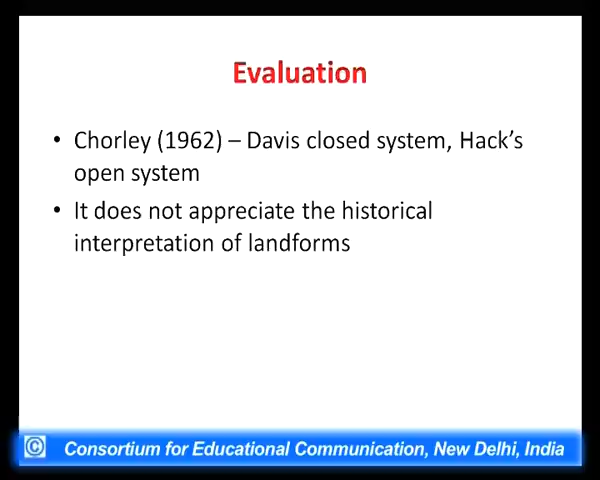 Evaluation
• Chorley (1962) – Davis closed system, Hack's
open system
• It does not appreciate the historical
interpretation of landforms
© Consortium for Educational Communication, New Delhi, India